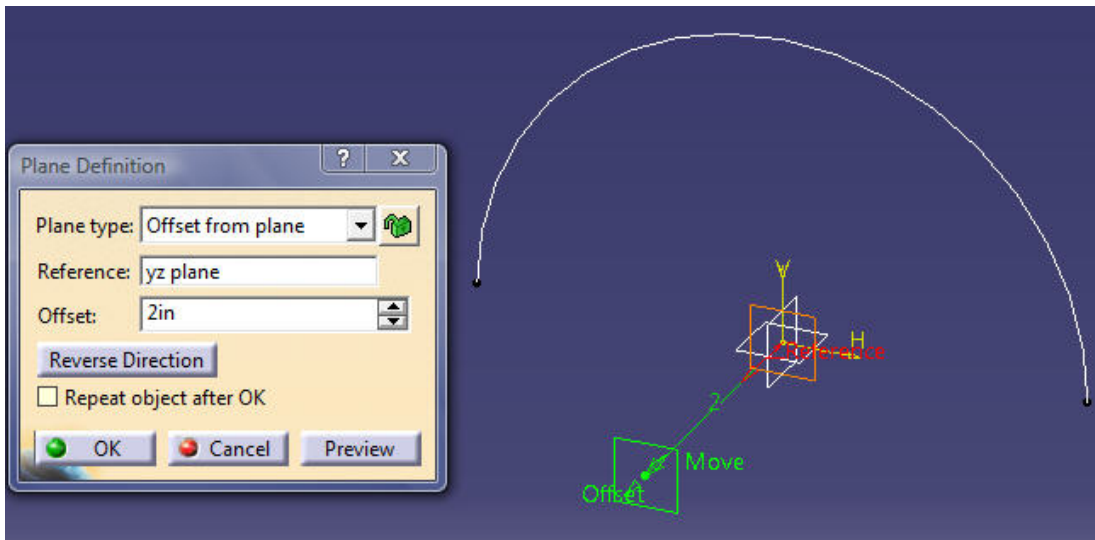 Plane Definition
?
X
Plane type: Offset from plane
Reference: yz plane
Offset: 2in
Reverse Direction
Repeat object after OK
OK Cancel Preview
V
H
Reference
2
Move
Offset